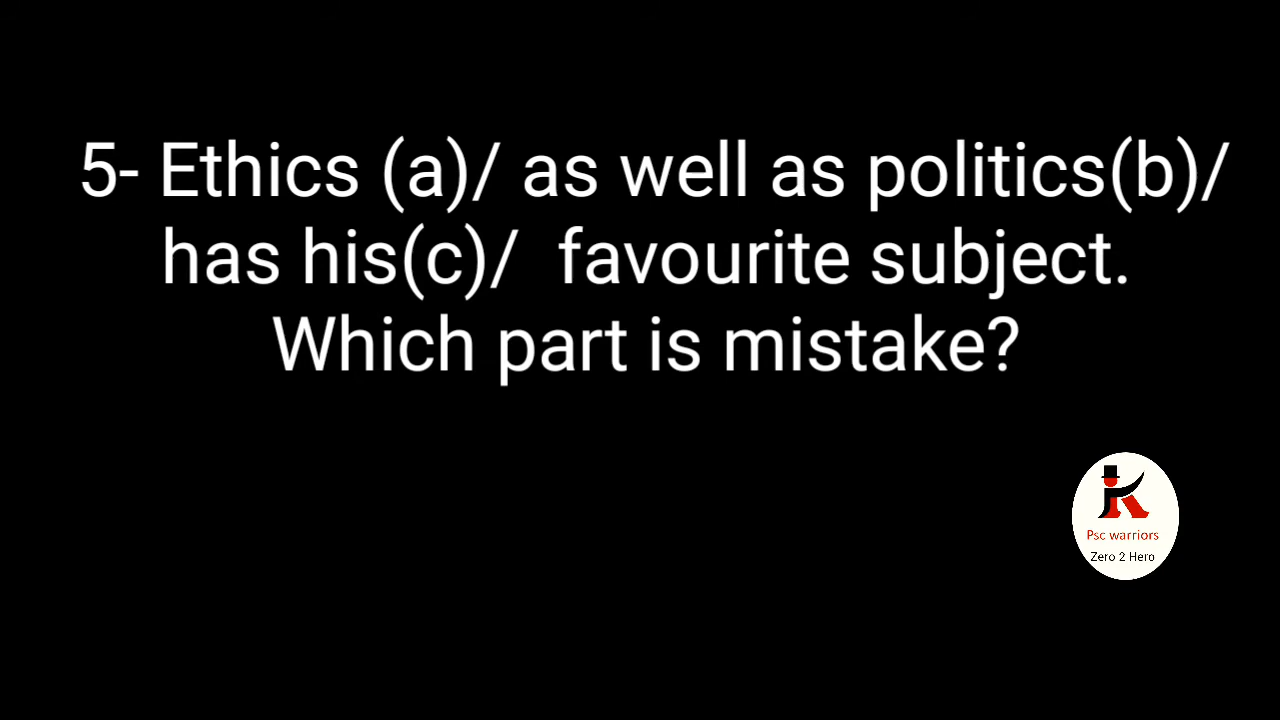 5- Ethics (a)/ as well as politics(b)/
has his(c)/  favourite subject.
Which part is mistake?
Psc warriors
Zero 2 Hero